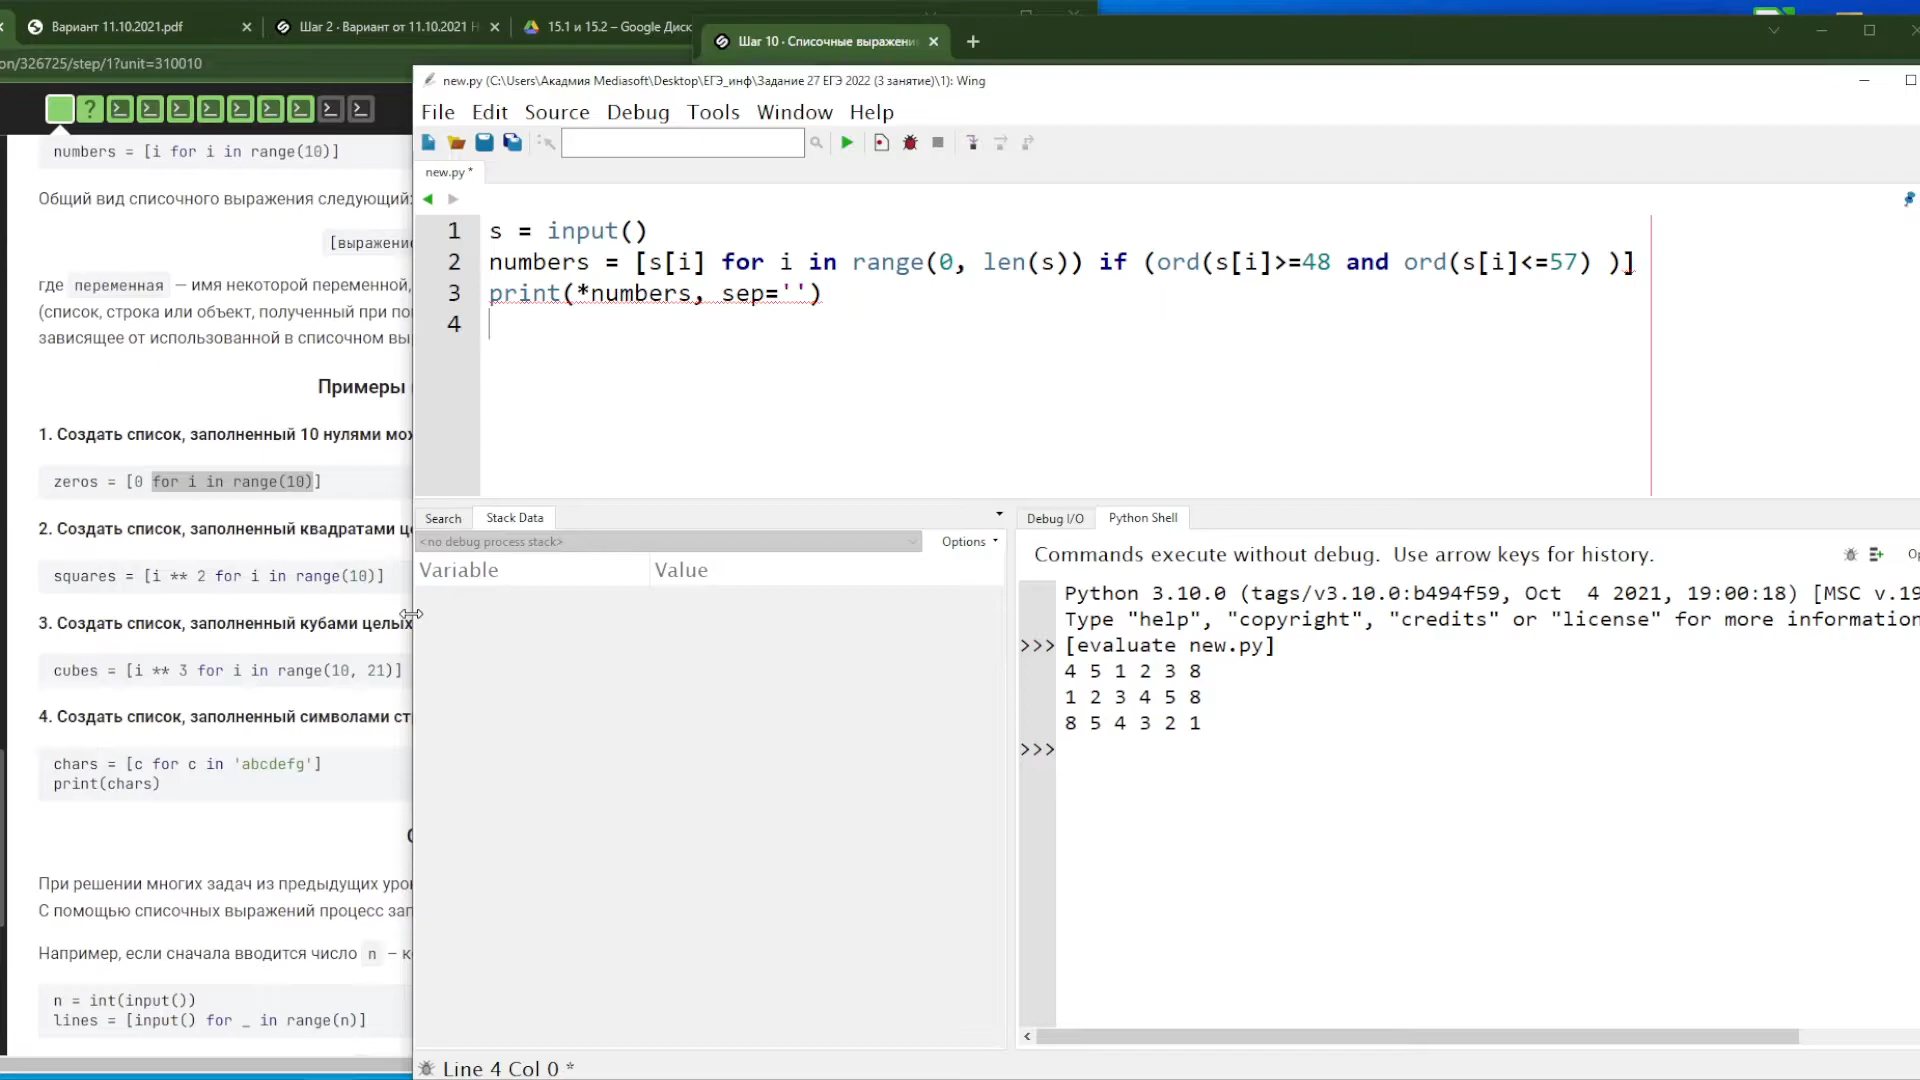 Вариант 11.10.2021.pdf
Шаг 2 · Вариант от 11.10.2021
15.1 и 15.2 – Google Диск
Шаг 10 · Списочные выражени
on/326725/step/1?unit=310010
new.py (C:\Users\Акадмия Mediasoft\Desktop\ЕГЭ_инф\Задание 27 ЕГЭ 2022 (3 занятие)\1): Wing
File Edit Source Debug Tools Window Help
new.py *
1 s = input()
2 numbers = [s[i] for i in range(0, len(s)) if (ord(s[i]>=48 and ord(s[i]<=57) )]
3 print(*numbers, sep='')
4
numbers = [i for i in range(10)]
Общий вид списочного выражения следующий:
[выражение
где переменная — имя некоторой переменной,
(список, строка или объект, полученный при по
зависящее от использованной в списочном вы
Примеры
1. Создать список, заполненный 10 нулями мож
zeros = [0 for i in range(10)]
2. Создать список, заполненный квадратами це
squares = [i ** 2 for i in range(10)]
3. Создать список, заполненный кубами целых
cubes = [i ** 3 for i in range(10, 21)]
4. Создать список, заполненный символами ст
chars = [c for c in 'abcdefg']
print(chars)
При решении многих задач из предыдущих уро
С помощью списочных выражений процесс зап
Например, если сначала вводится число n – к
n = int(input())
lines = [input() for _ in range(n)]
Search Stack Data
<no debug process stack>
Options
Variable Value
Debug I/O Python Shell
Commands execute without debug. Use arrow keys for history.
Python 3.10.0 (tags/v3.10.0:b494f59, Oct 4 2021, 19:00:18) [MSC v.19
Type "help", "copyright", "credits" or "license" for more information
>>> [evaluate new.py]
4 5 1 2 3 8
1 2 3 4 5 8
8 5 4 3 2 1
>>>
Line 4 Col 0 *